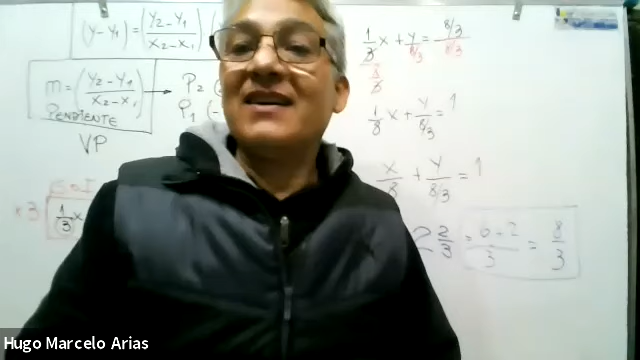 (y-y₁)=(y₂-y₁/x₂-x₁)
m=(y₂-y₁/x₂-x₁) → P₂ (
PENDIENTE P₁ (-
VP
E.G.I
x3 1/3 x
1/3 x + y/8/3 = 8/3/8/3
8/3
1/8 x + y/8/3 = 1
x/8 + y/8/3 = 1
2 2/3 = 6+2/3 = 8/3
Hugo Marcelo Arias